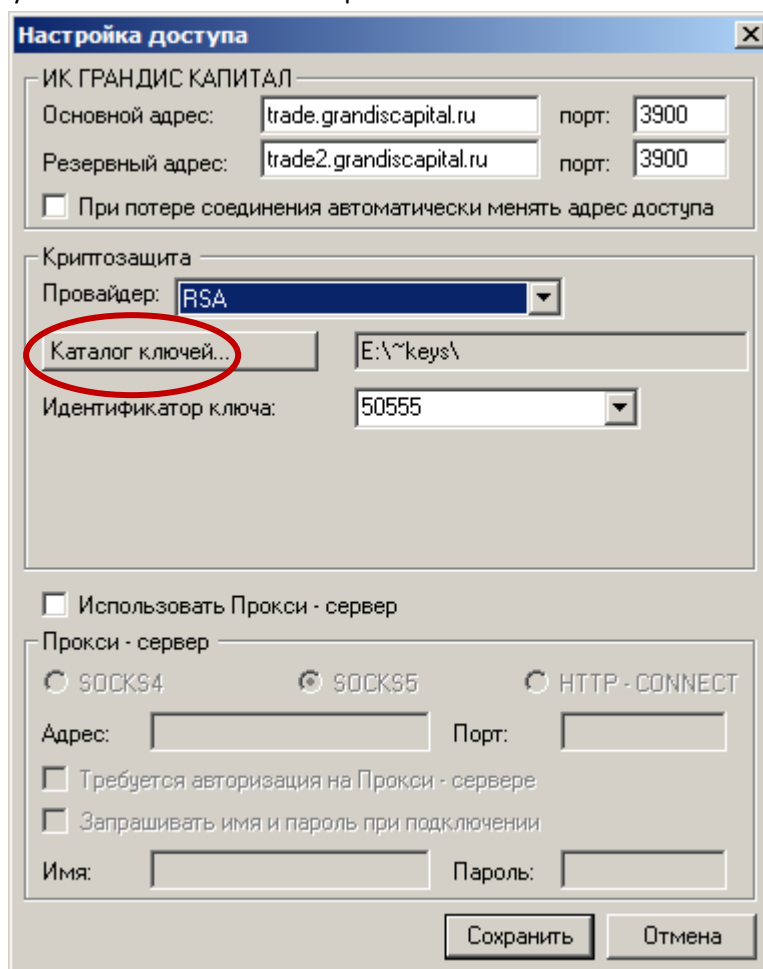 Настройка доступа
ИК ГРАНДИС КАПИТАЛ
Основной адрес: trade.grandiscapital.ru порт: 3900
Резервный адрес: trade2.grandiscapital.ru порт: 3900
При потере соединения автоматически менять адрес доступа
Криптозащита
Провайдер: RSA
Каталог ключей... E:\~keys\
Идентификатор ключа: 50555
Использовать Прокси - сервер
Прокси - сервер
SOCKS4 SOCKS5 HTTP - CONNECT
Адрес: Порт:
Требуется авторизация на Прокси - сервере
Запрашивать имя и пароль при подключении
Имя: Пароль:
Сохранить Отмена